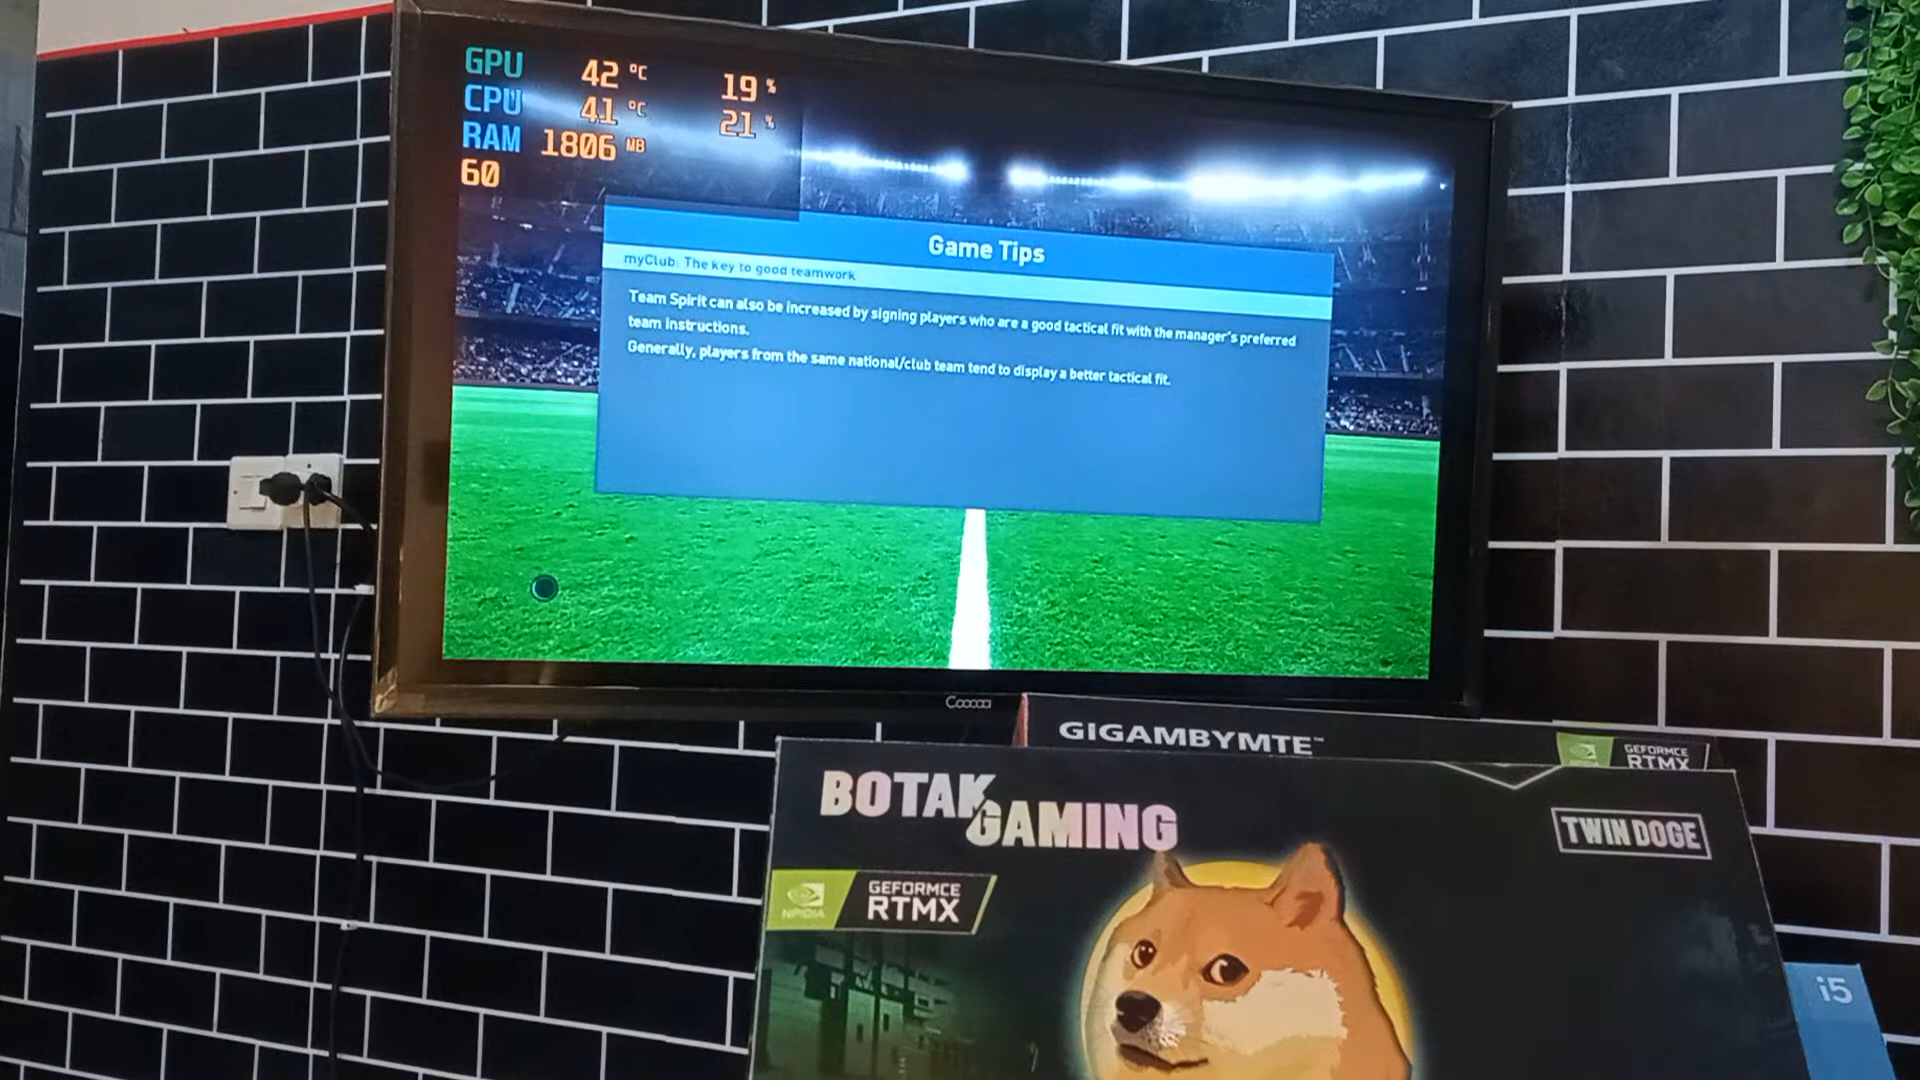 GPU 42 °C 19 %
CPU 41 °C 21 %
RAM 1806 MB
60
Game Tips
myClub: The key to good teamwork
Team Spirit can also be increased by signing players who are a good tactical fit with the manager's preferred
team instructions.
Generally, players from the same national/club team tend to display a better tactical fit.
Coocaa
GIGAMBYMTE™
GEFORMCE
RTMX
BOTAK
GAMING
TWIN DOGE
NPIDIA
GEFORMCE
RTMX
i5